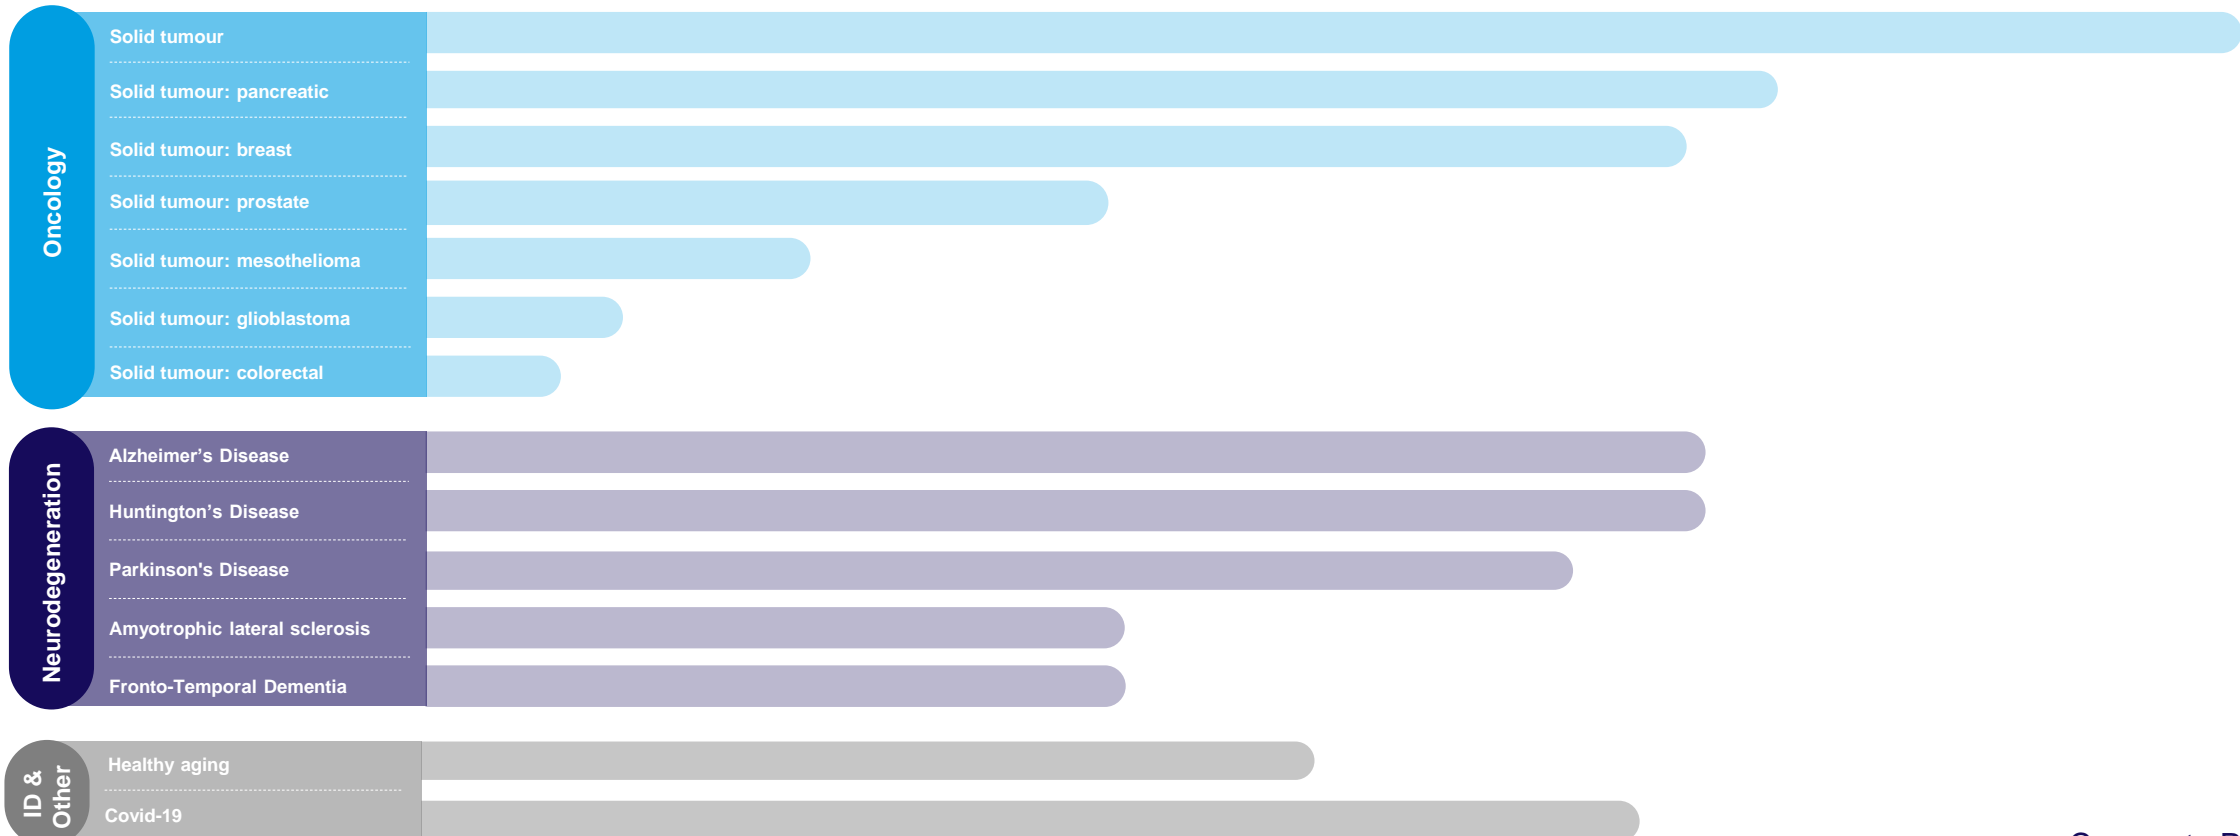 Oncology
Solid tumour
Solid tumour: pancreatic
Solid tumour: breast
Solid tumour: prostate
Solid tumour: mesothelioma
Solid tumour: glioblastoma
Solid tumour: colorectal
Neurodegeneration
Alzheimer’s Disease
Huntington’s Disease
Parkinson's Disease
Amyotrophic lateral sclerosis
Fronto-Temporal Dementia
ID &
Other
Healthy aging
Covid-19